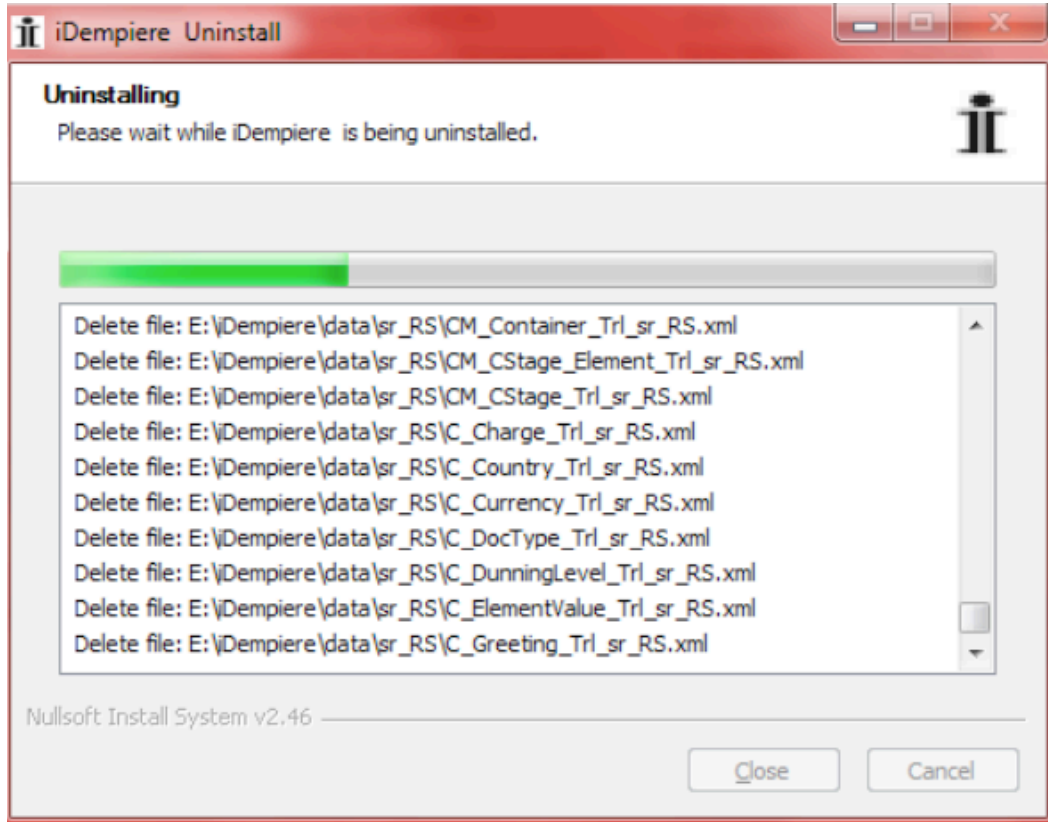 iDempiere  Uninstall
Uninstalling
Please wait while iDempiere  is being uninstalled.
Delete file: E:\iDempiere\data\sr_RS\CM_Container_Trl_sr_RS.xml
Delete file: E:\iDempiere\data\sr_RS\CM_CStage_Element_Trl_sr_RS.xml
Delete file: E:\iDempiere\data\sr_RS\CM_CStage_Trl_sr_RS.xml
Delete file: E:\iDempiere\data\sr_RS\C_Charge_Trl_sr_RS.xml
Delete file: E:\iDempiere\data\sr_RS\C_Country_Trl_sr_RS.xml
Delete file: E:\iDempiere\data\sr_RS\C_Currency_Trl_sr_RS.xml
Delete file: E:\iDempiere\data\sr_RS\C_DocType_Trl_sr_RS.xml
Delete file: E:\iDempiere\data\sr_RS\C_DunningLevel_Trl_sr_RS.xml
Delete file: E:\iDempiere\data\sr_RS\C_ElementValue_Trl_sr_RS.xml
Delete file: E:\iDempiere\data\sr_RS\C_Greeting_Trl_sr_RS.xml
Nullsoft Install System v2.46
Close
Cancel